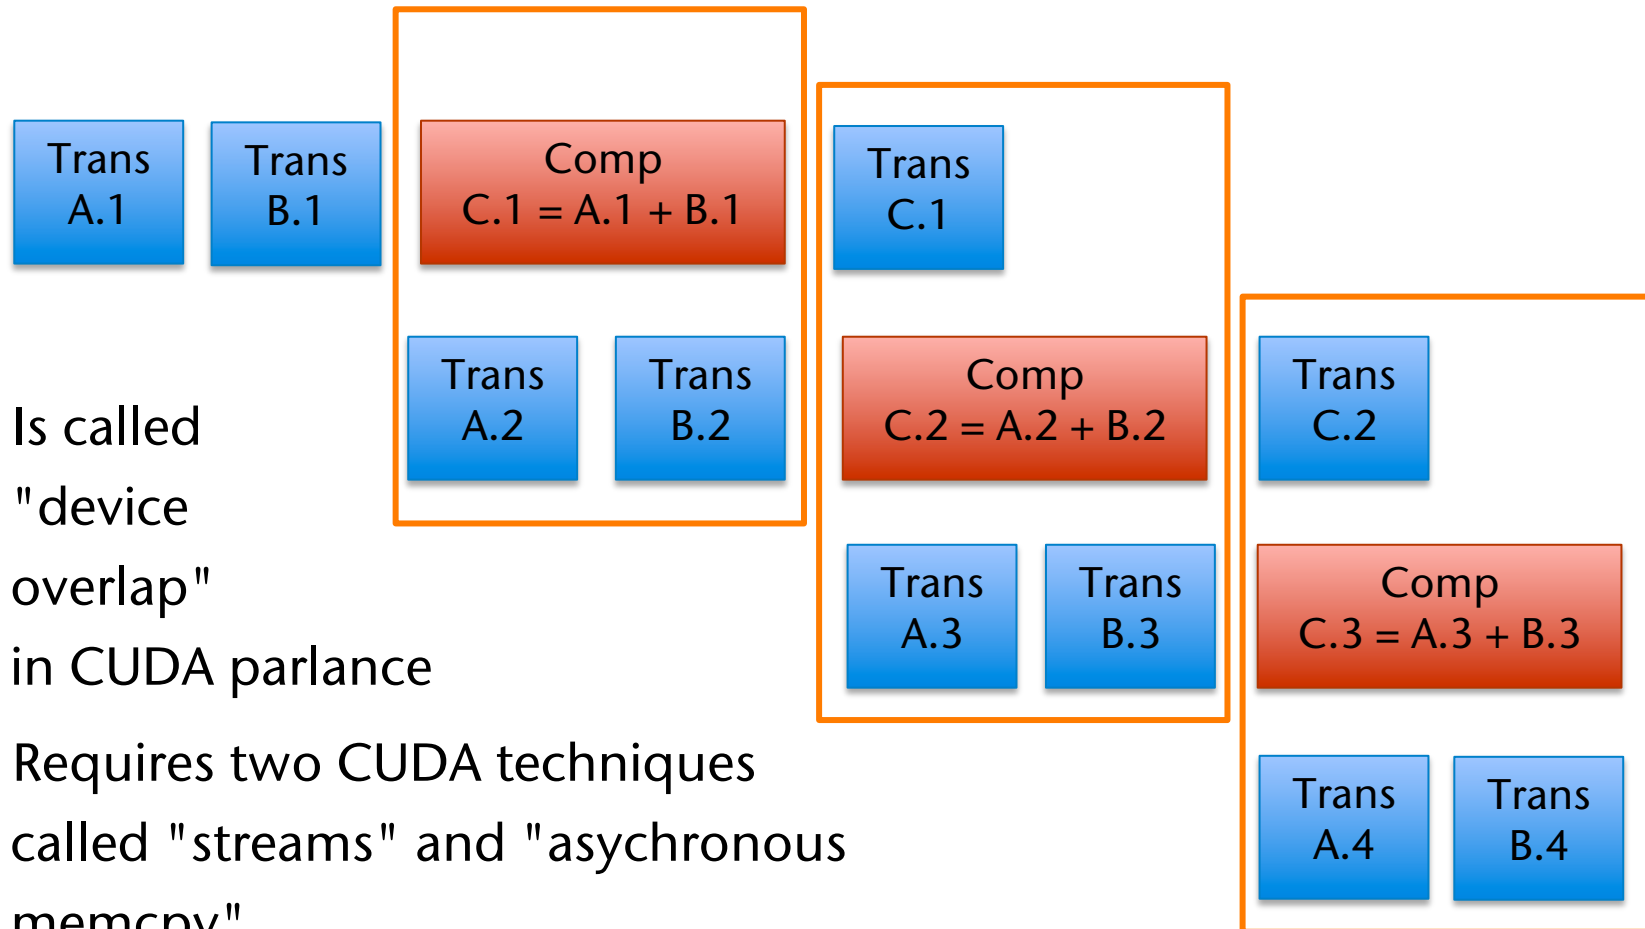 Trans
A.1
Trans
B.1
Comp
C.1 = A.1 + B.1
Trans
C.1
Trans
A.2
Trans
B.2
Comp
C.2 = A.2 + B.2
Trans
C.2
Trans
A.3
Trans
B.3
Comp
C.3 = A.3 + B.3
Trans
A.4
Trans
B.4
Is called
"device
overlap"
in CUDA parlance
Requires two CUDA techniques
called "streams" and "asychronous
memcpy"